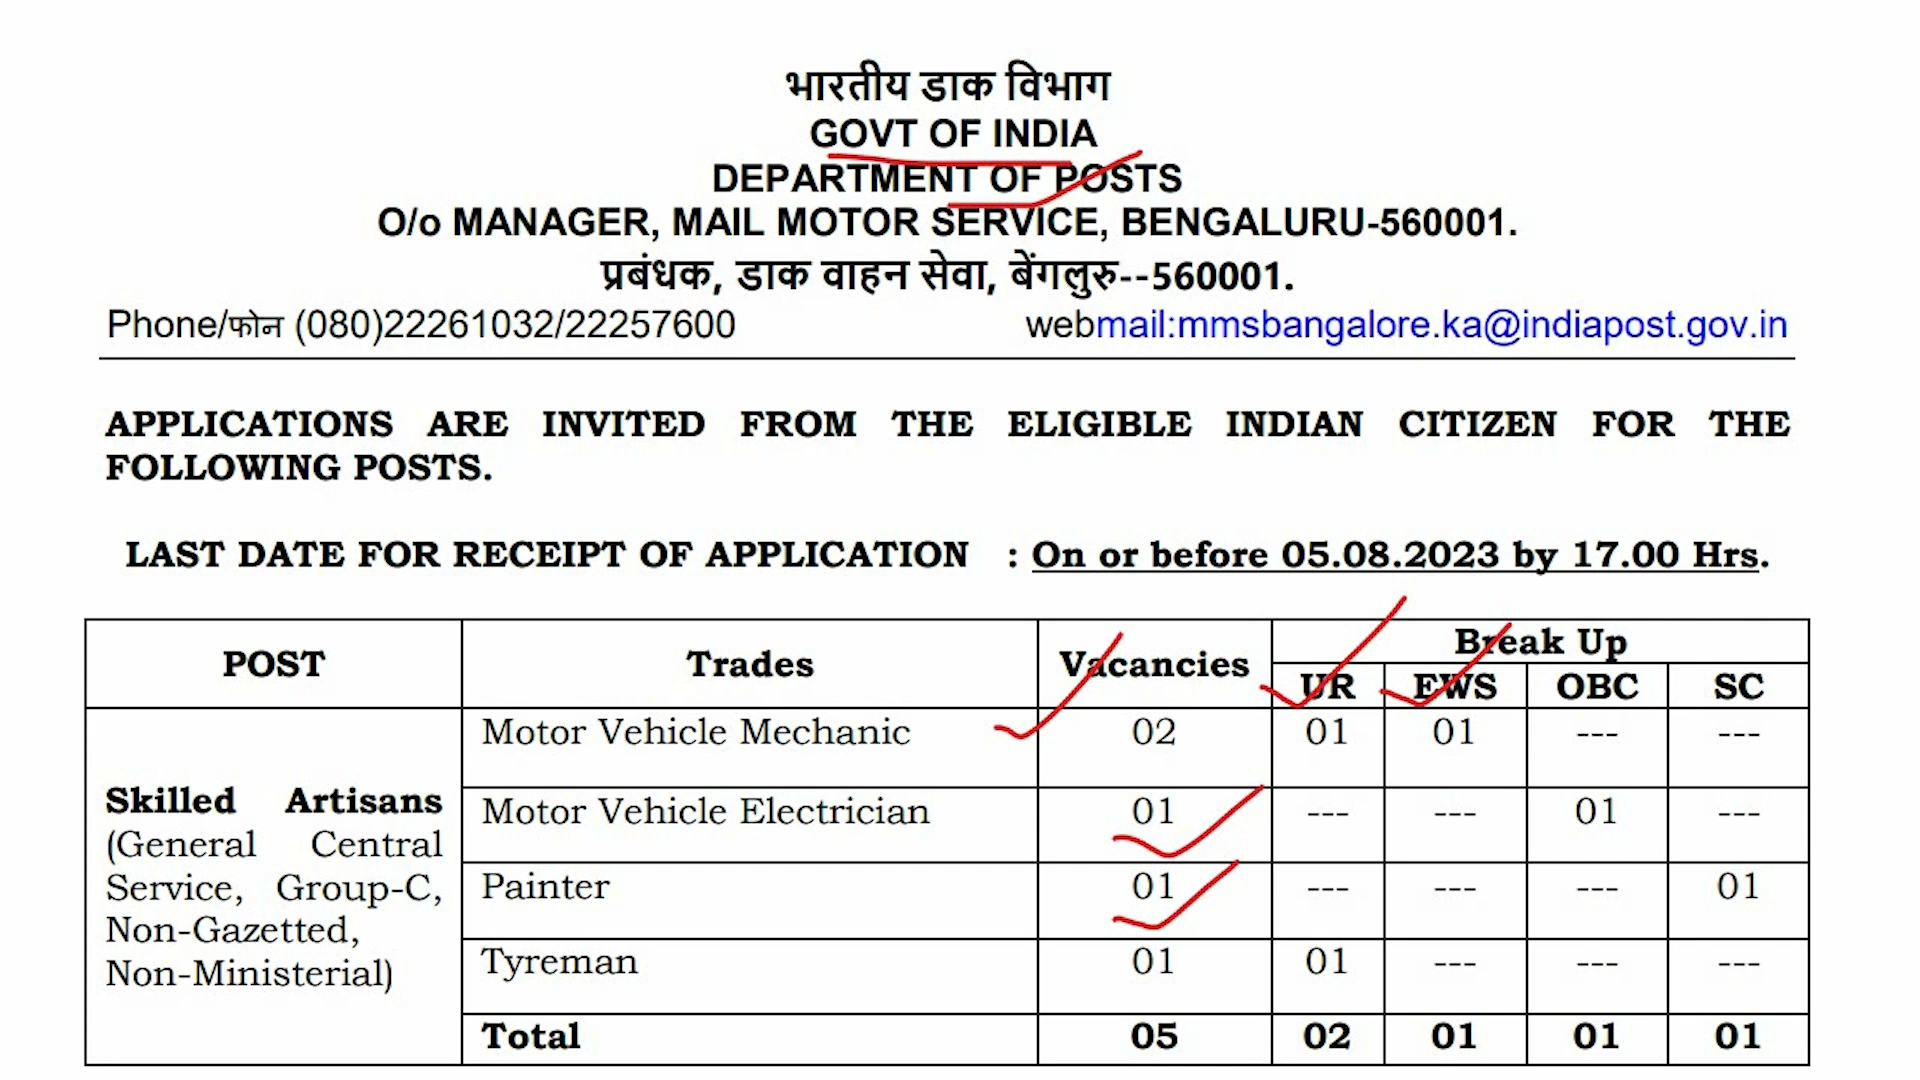 भारतीय डाक विभाग
GOVT OF INDIA
DEPARTMENT OF POSTS
O/o MANAGER, MAIL MOTOR SERVICE, BENGALURU-560001.
प्रबंधक, डाक वाहन सेवा, बेंगलुरु--560001.
Phone/फोन (080)22261032/22257600 webmail:mmsbangalore.ka@indiapost.gov.in
APPLICATIONS ARE INVITED FROM THE ELIGIBLE INDIAN CITIZEN FOR THE
FOLLOWING POSTS.
LAST DATE FOR RECEIPT OF APPLICATION : On or before 05.08.2023 by 17.00 Hrs.
POST Trades Vacancies Break Up
UR EWS OBC SC
Skilled Artisans
(General Central
Service, Group-C,
Non-Gazetted,
Non-Ministerial)
Motor Vehicle Mechanic 02 01 01 --- ---
Motor Vehicle Electrician 01 --- --- 01 ---
Painter 01 --- --- --- 01
Tyreman 01 01 --- --- ---
Total 05 02 01 01 01